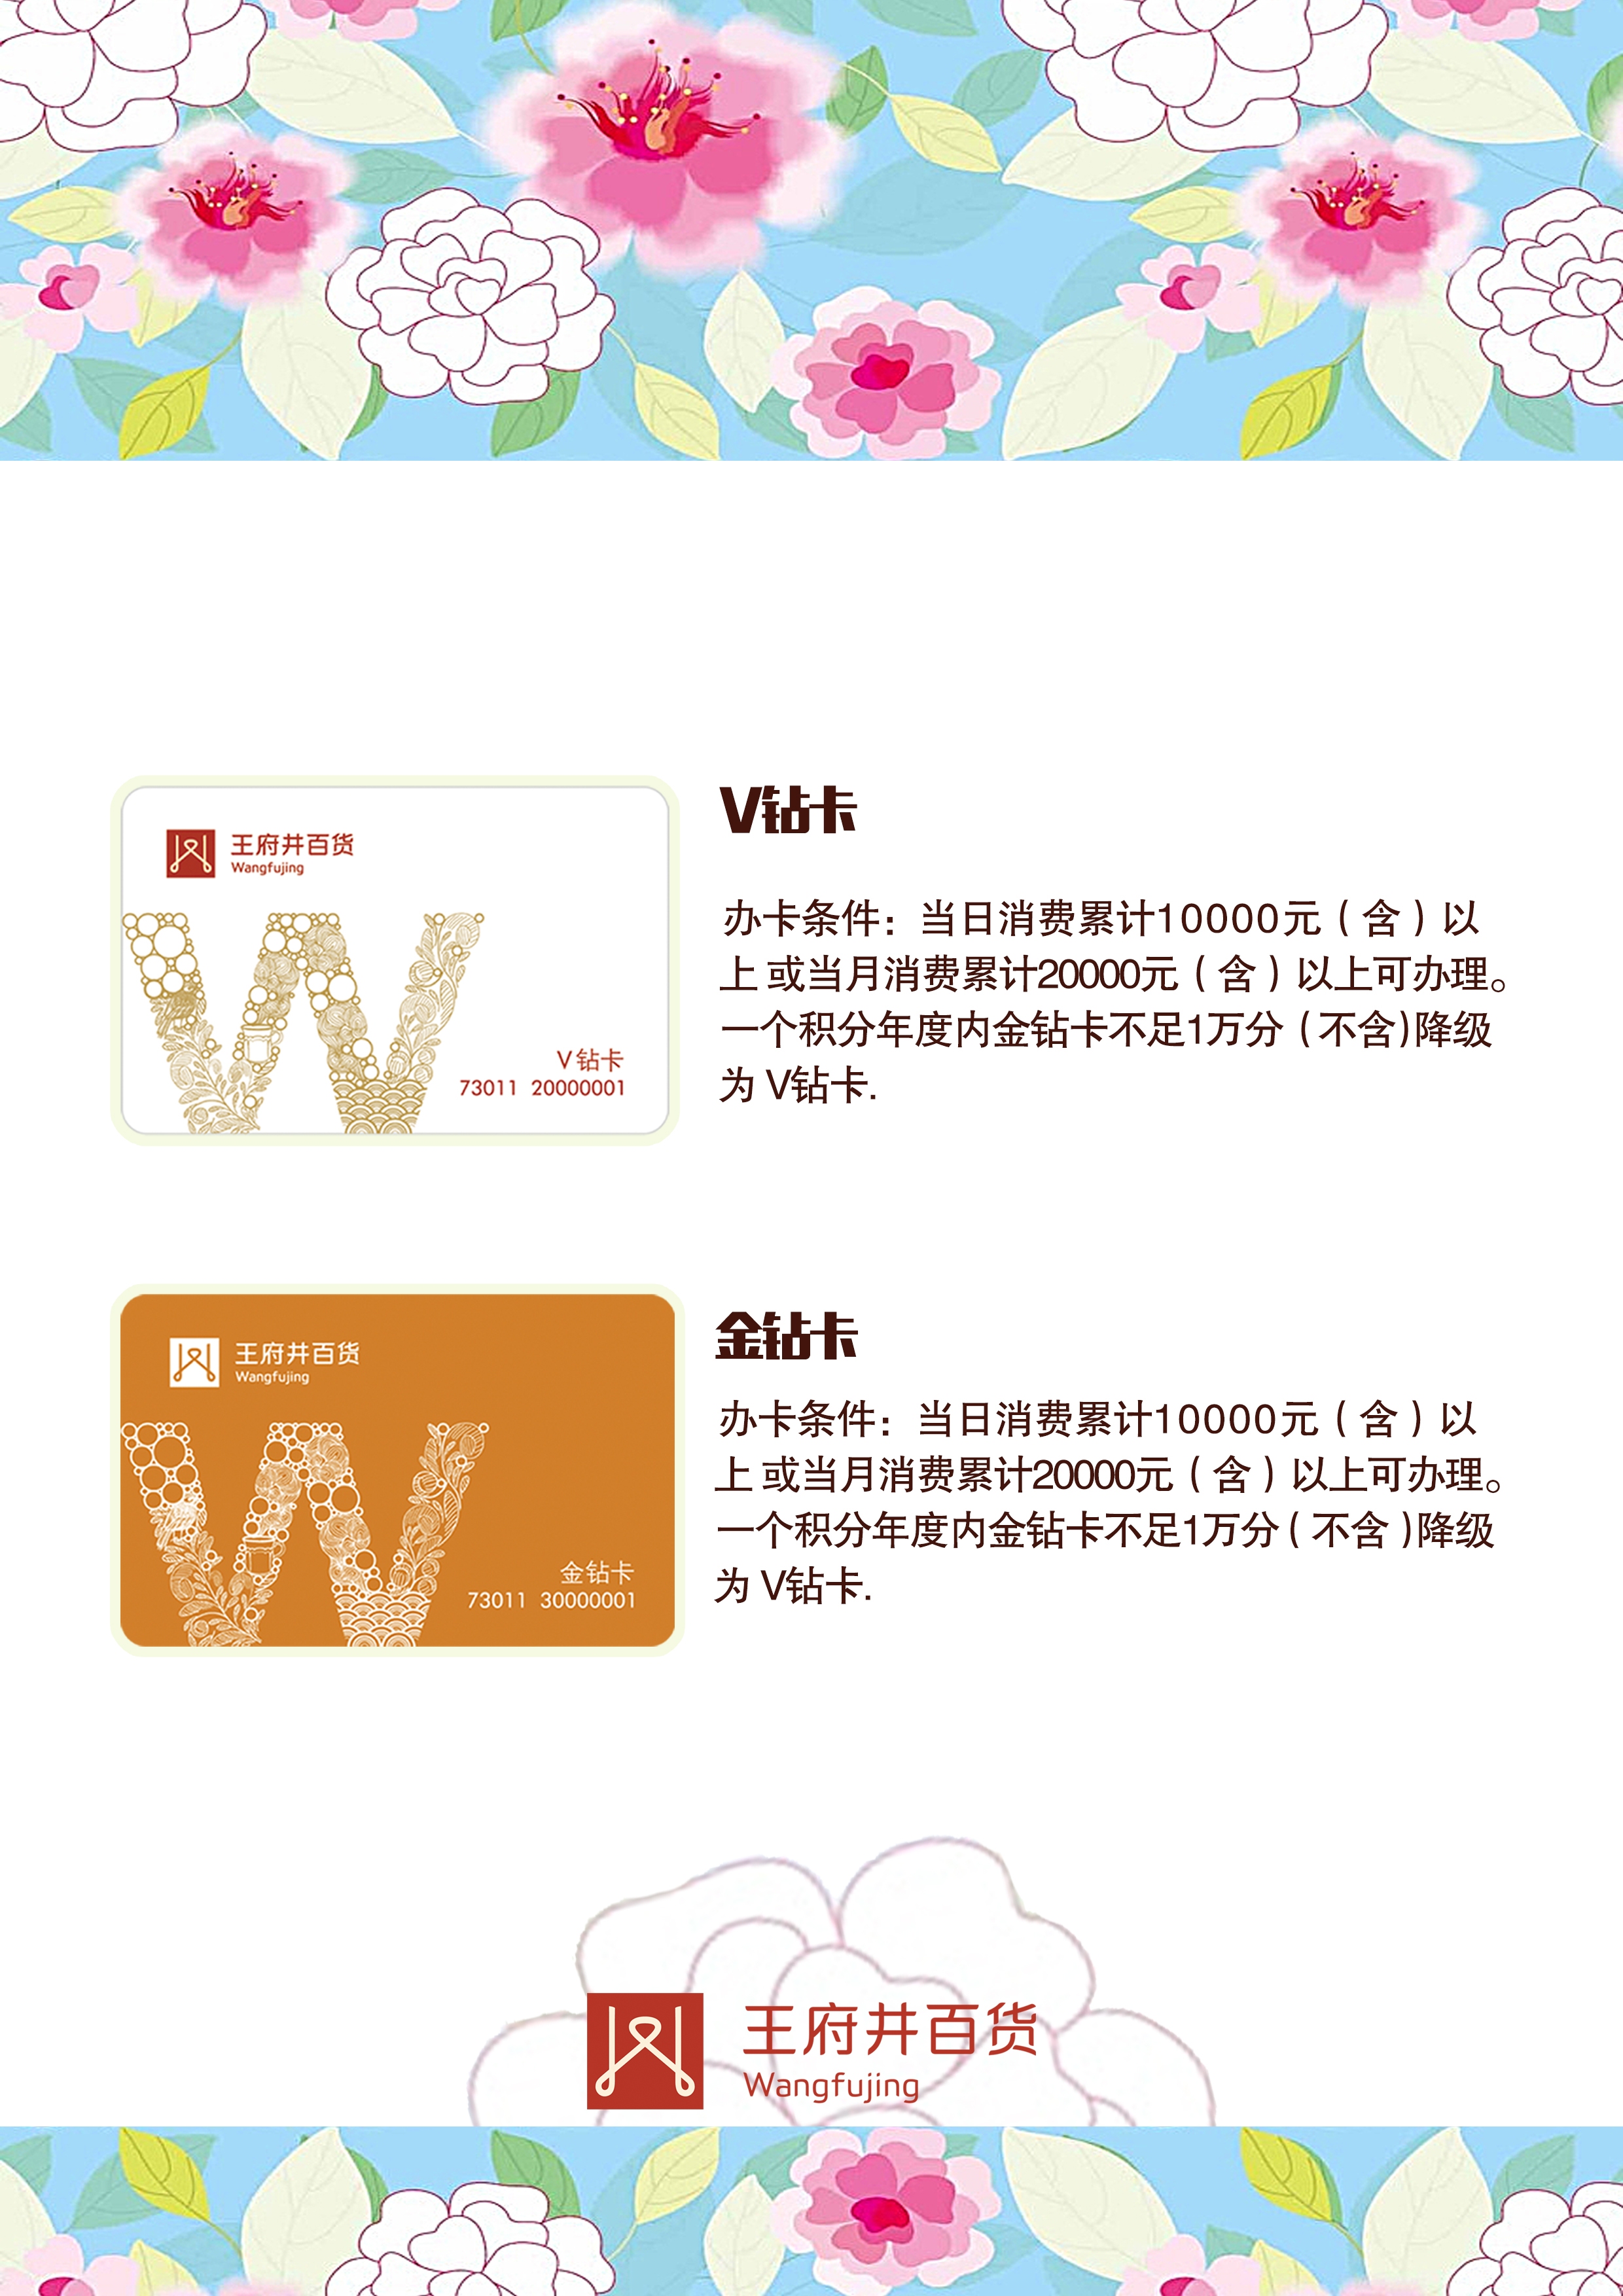 王府井百货
Wangfujing
V钻卡
73011 20000001
V钻卡
办卡条件：当日消费累计10000元（含）以
上 或当月消费累计20000元（含）以上可办理。
一个积分年度内金钻卡不足1万分（不含)降级
为 V钻卡.
王府井百货
Wangfujing
金钻卡
73011 30000001
金钻卡
办卡条件：当日消费累计10000元（含）以
上 或当月消费累计20000元（含）以上可办理。
一个积分年度内金钻卡不足1万分（不含)降级
为 V钻卡.
王府井百货
Wangfujing